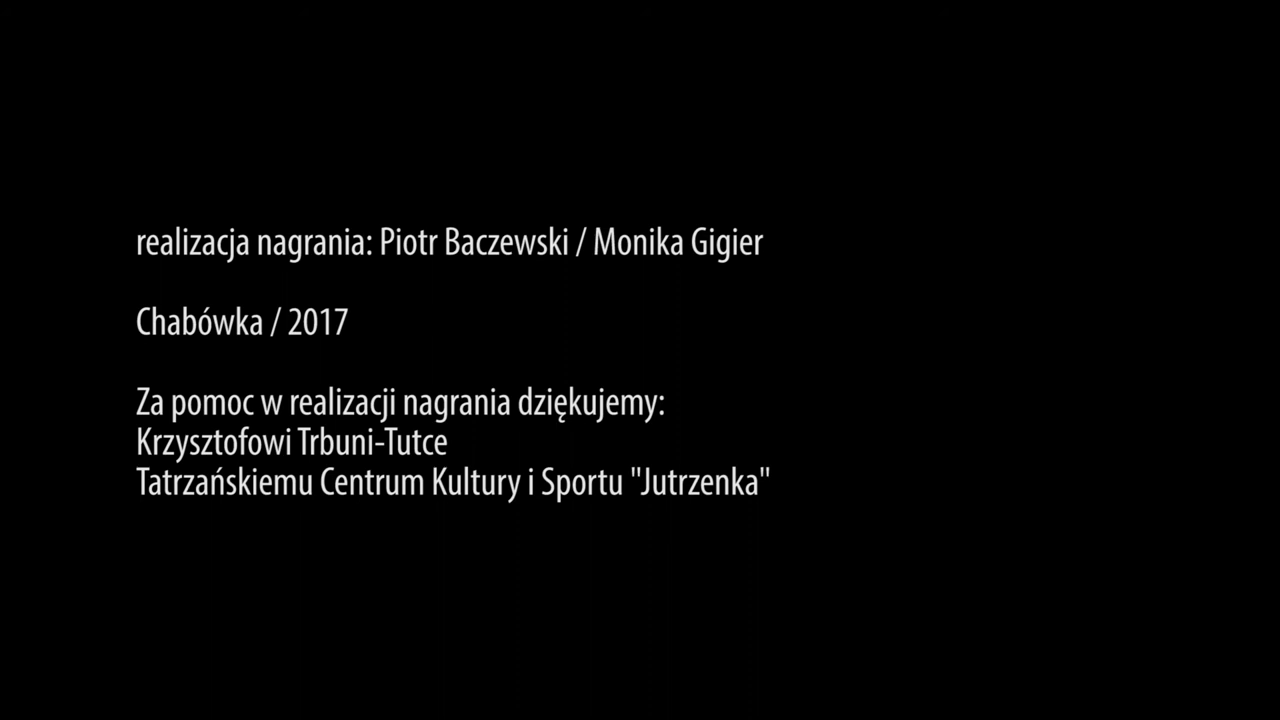 realizacja nagrania: Piotr Baczewski / Monika Gigier
Chabówka / 2017
Za pomoc w realizacji nagrania dziękujemy:
Krzysztofowi Trbuni-Tutce
Tatrzańskiemu Centrum Kultury i Sportu "Jutrzenka"